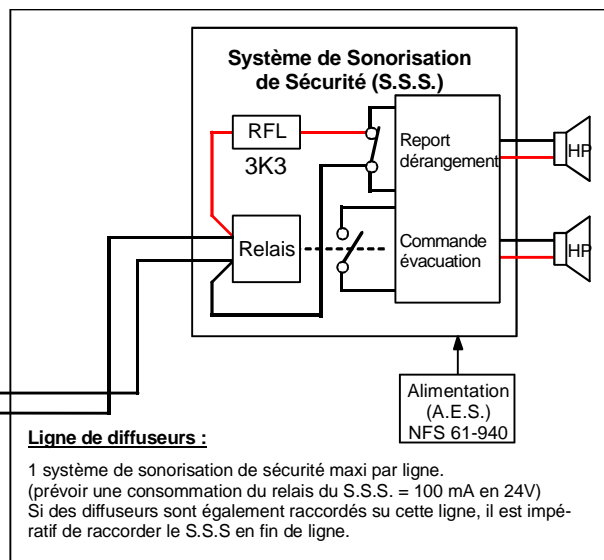 Système de Sonorisation
de Sécurité (S.S.S.)
RFL
3K3
Report
dérangement
HP
Relais
Commande
évacuation
HP
Alimentation
(A.E.S.)
NFS 61-940
Ligne de diffuseurs :
1 système de sonorisation de sécurité maxi par ligne.
(prévoir une consommation du relais du S.S.S. = 100 mA en 24V)
Si des diffuseurs sont également raccordés su cette ligne, il est impé-
ratif de raccorder le S.S.S en fin de ligne.